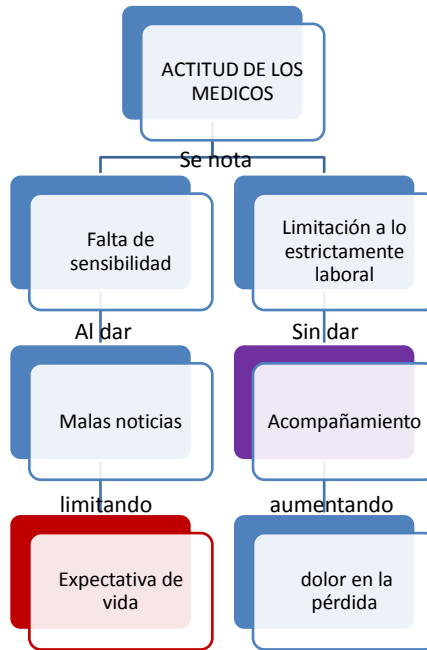 ACTITUD DE LOS
MEDICOS
Se nota
Falta de
sensibilidad
Limitación a lo
estrictamente
laboral
Al dar
Sin dar
Malas noticias
Acompañamiento
limitando
aumentando
Expectativa de
vida
dolor en la
pérdida